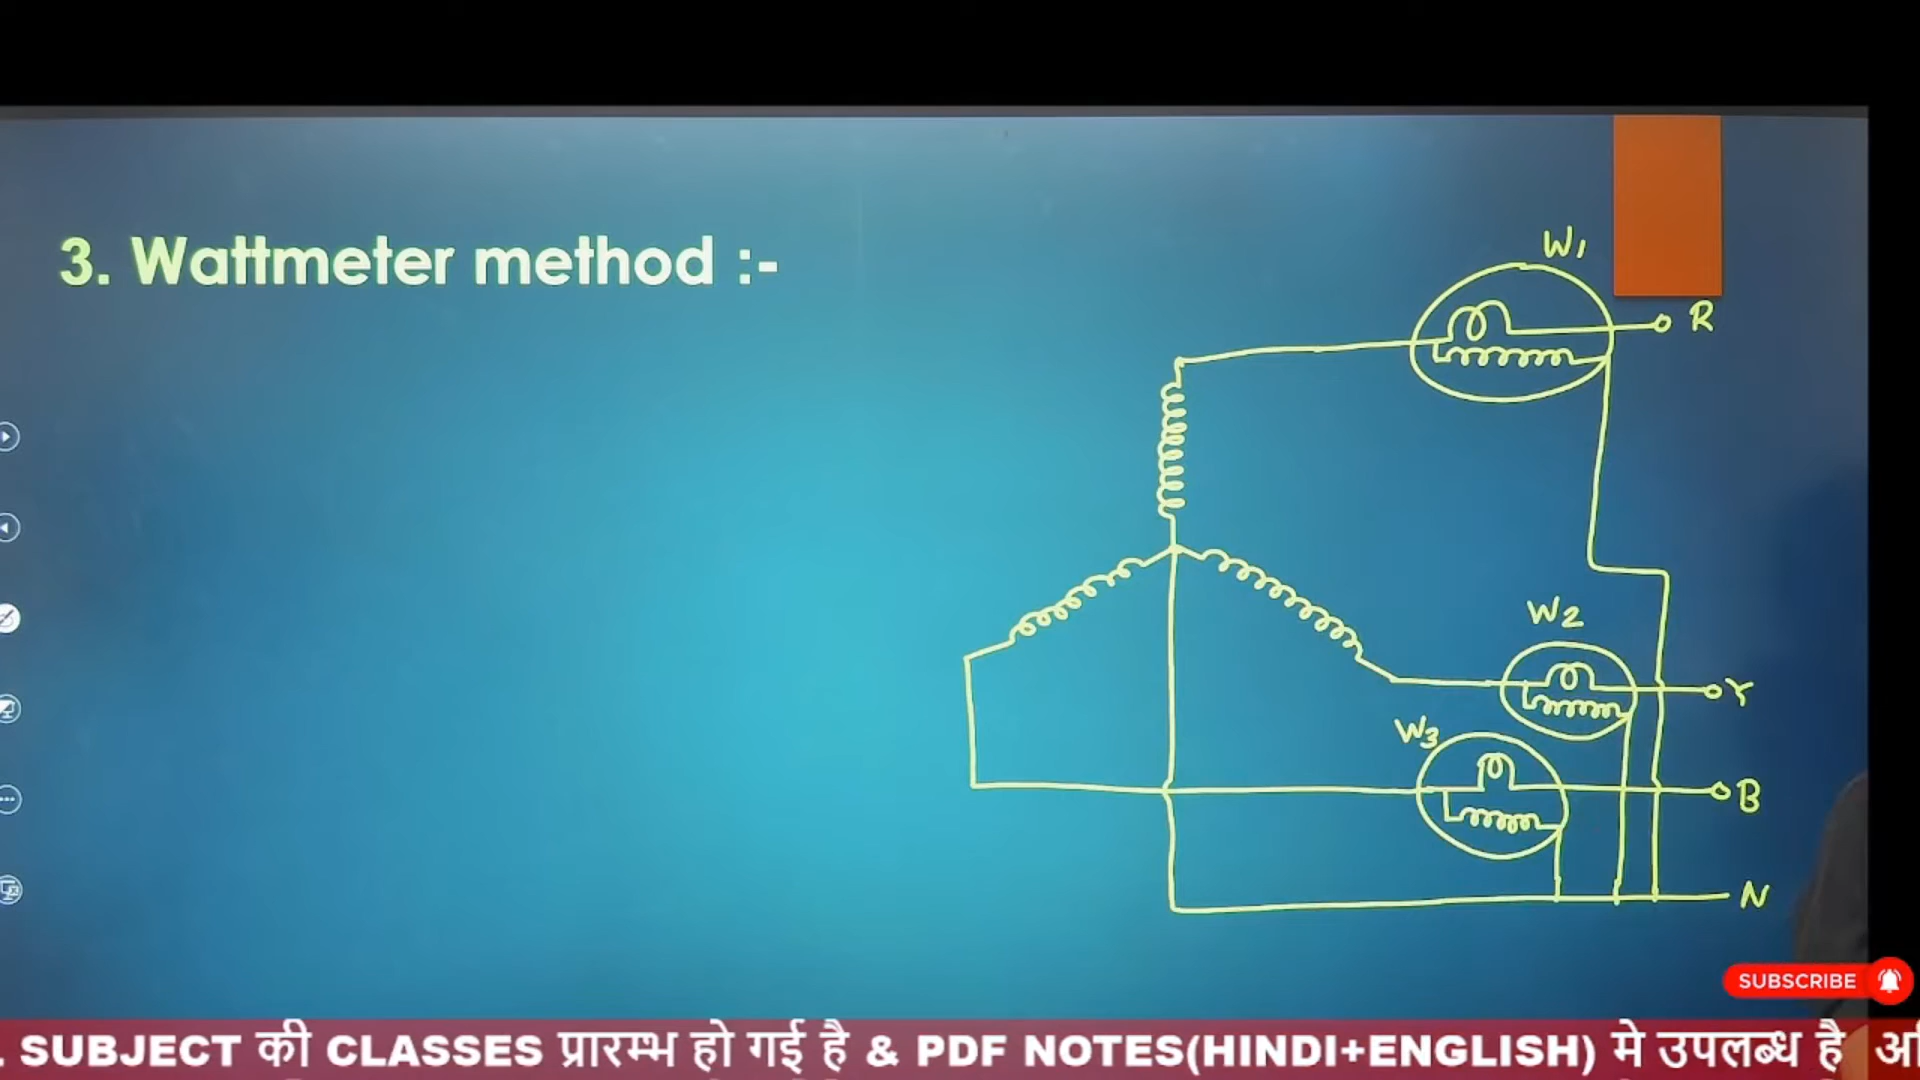 3. Wattmeter method :-
W1
R
W2
Y
W3
B
N
SUBSCRIBE
. SUBJECT की CLASSES प्रारम्भ हो गई है & PDF NOTES(HINDI+ENGLISH) मे उपलब्ध है